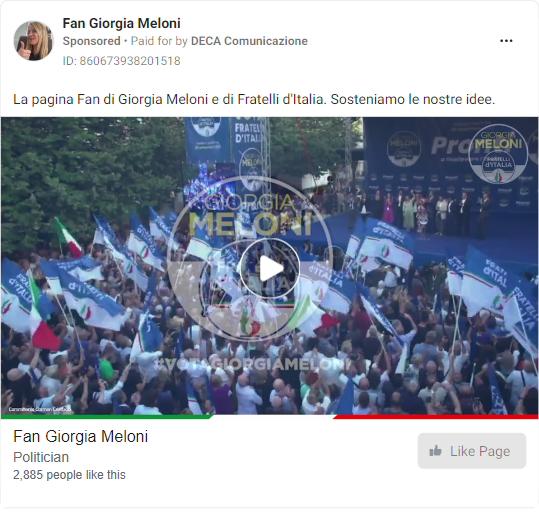 Fan Giorgia Meloni
Sponsored • Paid for by DECA Comunicazione
ID: 860673938201518
La pagina Fan di Giorgia Meloni e di Fratelli d'Italia. Sosteniamo le nostre idee.
FRATELLI
D'ITALIA
GIORGIA
MELONI
GIORGIA
MELONI
FRATELLI
d'ITALIA
#VOTAGIORGIAMELONI
Fan Giorgia Meloni
Politician
2,885 people like this
Like Page